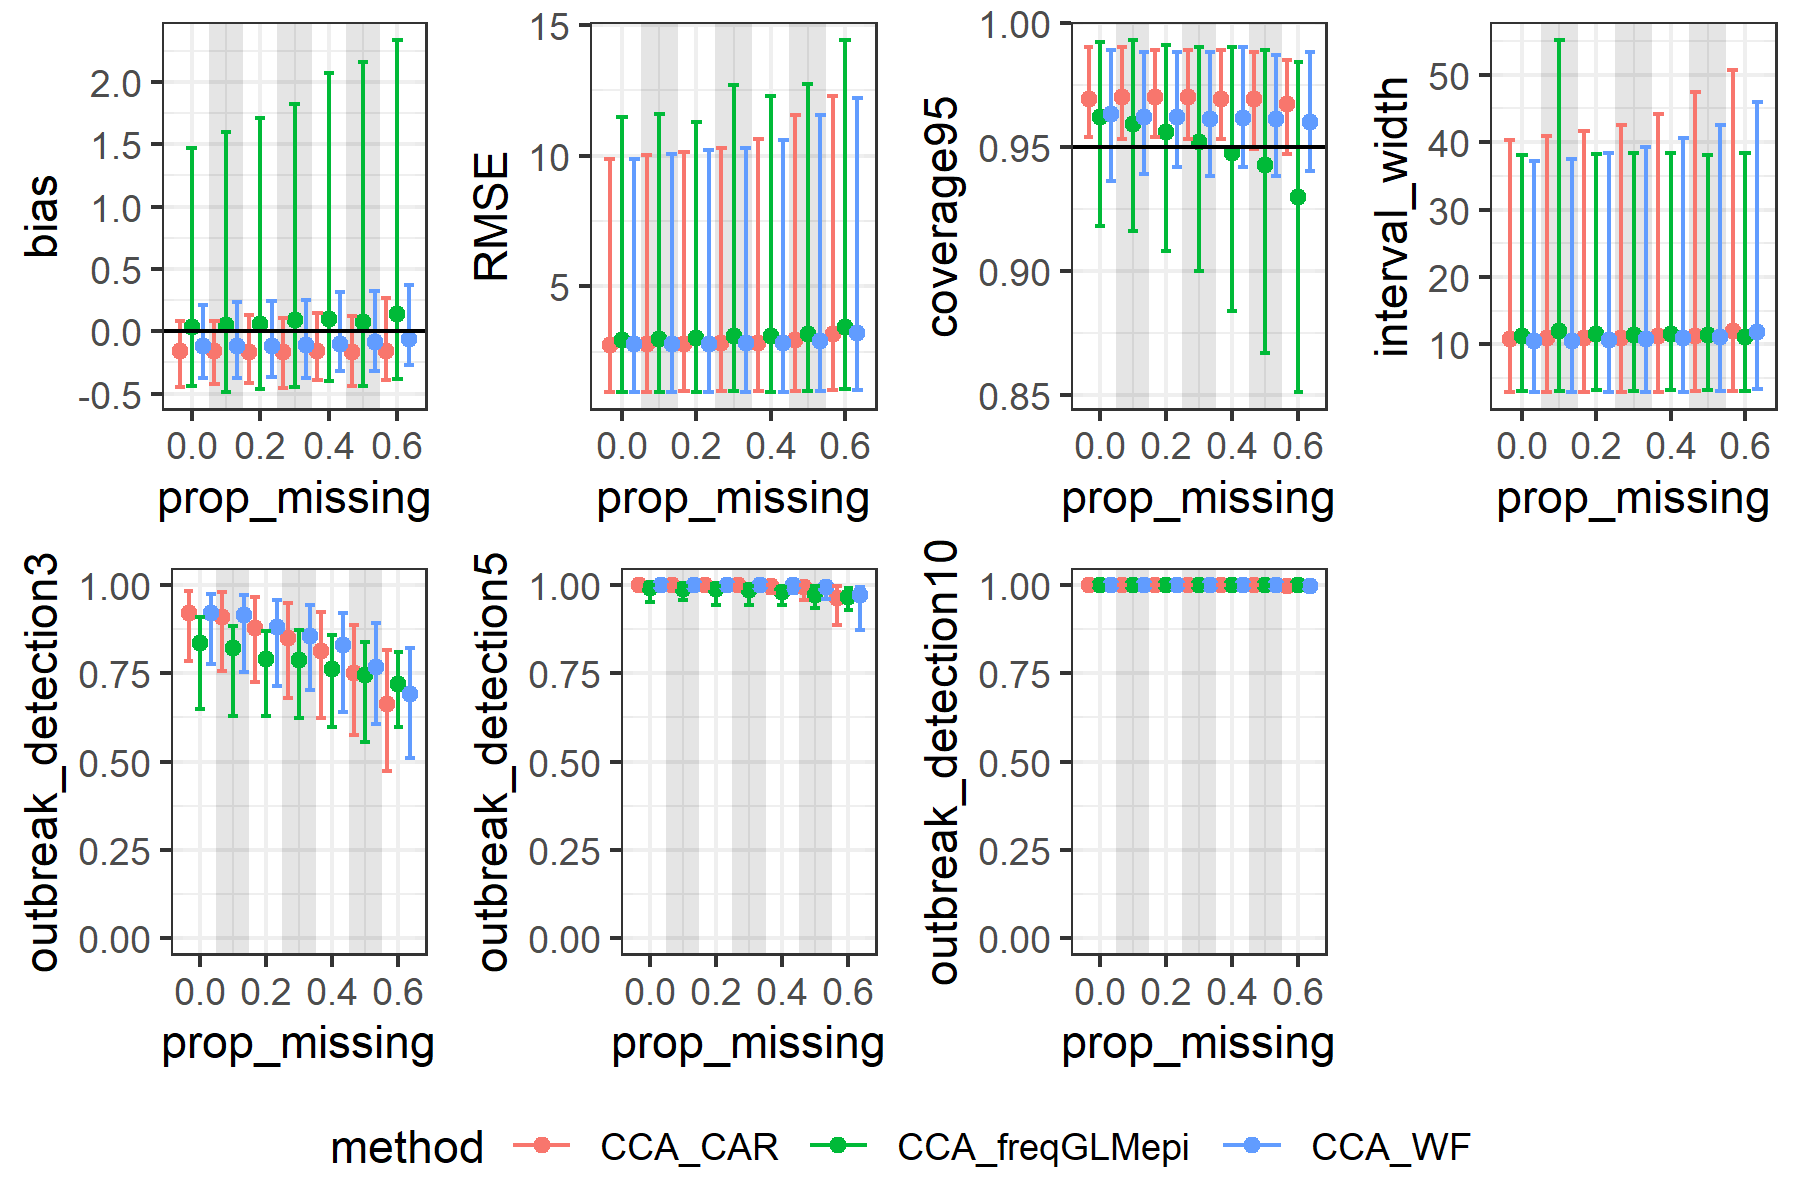 bias
2.0
1.5
1.0
0.5
0.0
-0.5
0.0 0.2 0.4 0.6
prop_missing
RMSE
15
10
5
0.0 0.2 0.4 0.6
prop_missing
coverage95
1.00
0.95
0.90
0.85
0.0 0.2 0.4 0.6
prop_missing
interval_width
50
40
30
20
10
0.0 0.2 0.4 0.6
prop_missing
outbreak_detection3
1.00
0.75
0.50
0.25
0.00
0.0 0.2 0.4 0.6
prop_missing
outbreak_detection5
1.00
0.75
0.50
0.25
0.00
0.0 0.2 0.4 0.6
prop_missing
outbreak_detection10
1.00
0.75
0.50
0.25
0.00
0.0 0.2 0.4 0.6
prop_missing
method CCA_CAR CCA_freqGLMepi CCA_WF